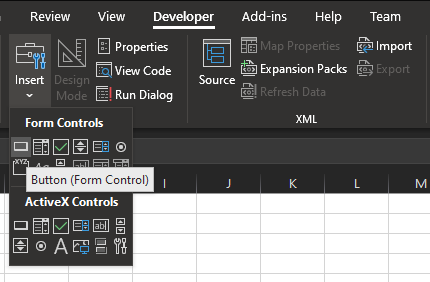 Review View Developer Add-ins Help Team
Insert
Design
Mode
Properties
View Code
Run Dialog
Source
Map Properties
Expansion Packs
Refresh Data
Import
Export
XML
Form Controls
XYZ
Aa
Button (Form Control)
ActiveX Controls
ab|
A
I J K L M